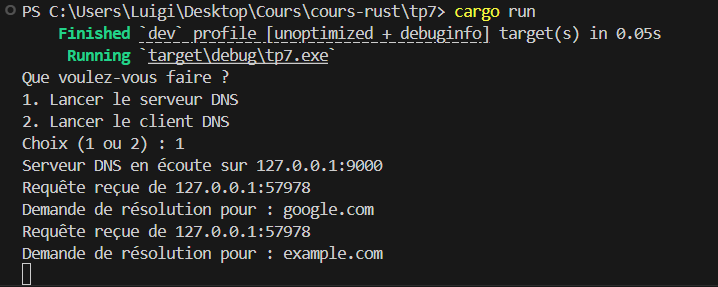 PS C:\Users\Luigi\Desktop\Cours\cours-rust\tp7> cargo run
Finished `dev` profile [unoptimized + debuginfo] target(s) in 0.05s
Running `target\debug\tp7.exe`
Que voulez-vous faire ?
1. Lancer le serveur DNS
2. Lancer le client DNS
Choix (1 ou 2) : 1
Serveur DNS en écoute sur 127.0.0.1:9000
Requête reçue de 127.0.0.1:57978
Demande de résolution pour : google.com
Requête reçue de 127.0.0.1:57978
Demande de résolution pour : example.com